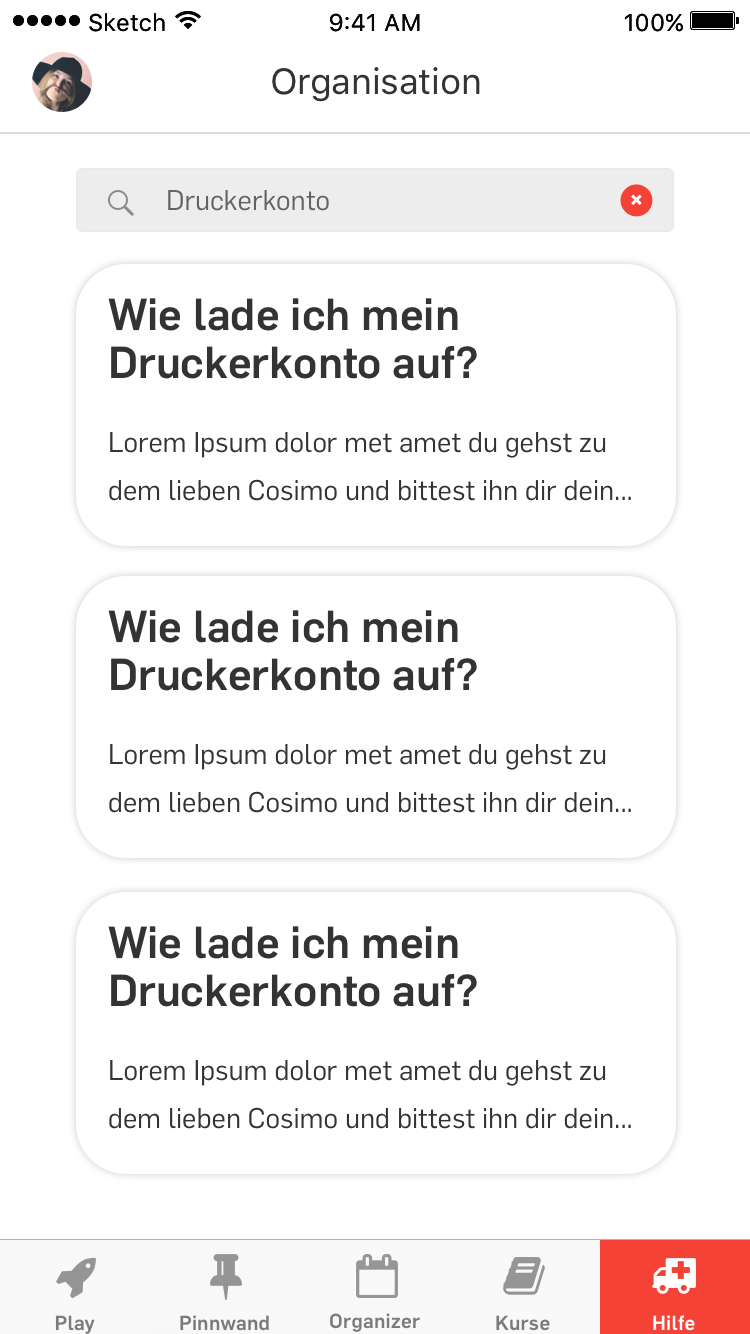 Sketch 9:41 AM 100%
Organisation
Druckerkonto
Wie lade ich mein
Druckerkonto auf?
Lorem Ipsum dolor met amet du gehst zu
dem lieben Cosimo und bittest ihn dir dein...
Wie lade ich mein
Druckerkonto auf?
Lorem Ipsum dolor met amet du gehst zu
dem lieben Cosimo und bittest ihn dir dein...
Wie lade ich mein
Druckerkonto auf?
Lorem Ipsum dolor met amet du gehst zu
dem lieben Cosimo und bittest ihn dir dein...
Play Pinnwand Organizer Kurse Hilfe